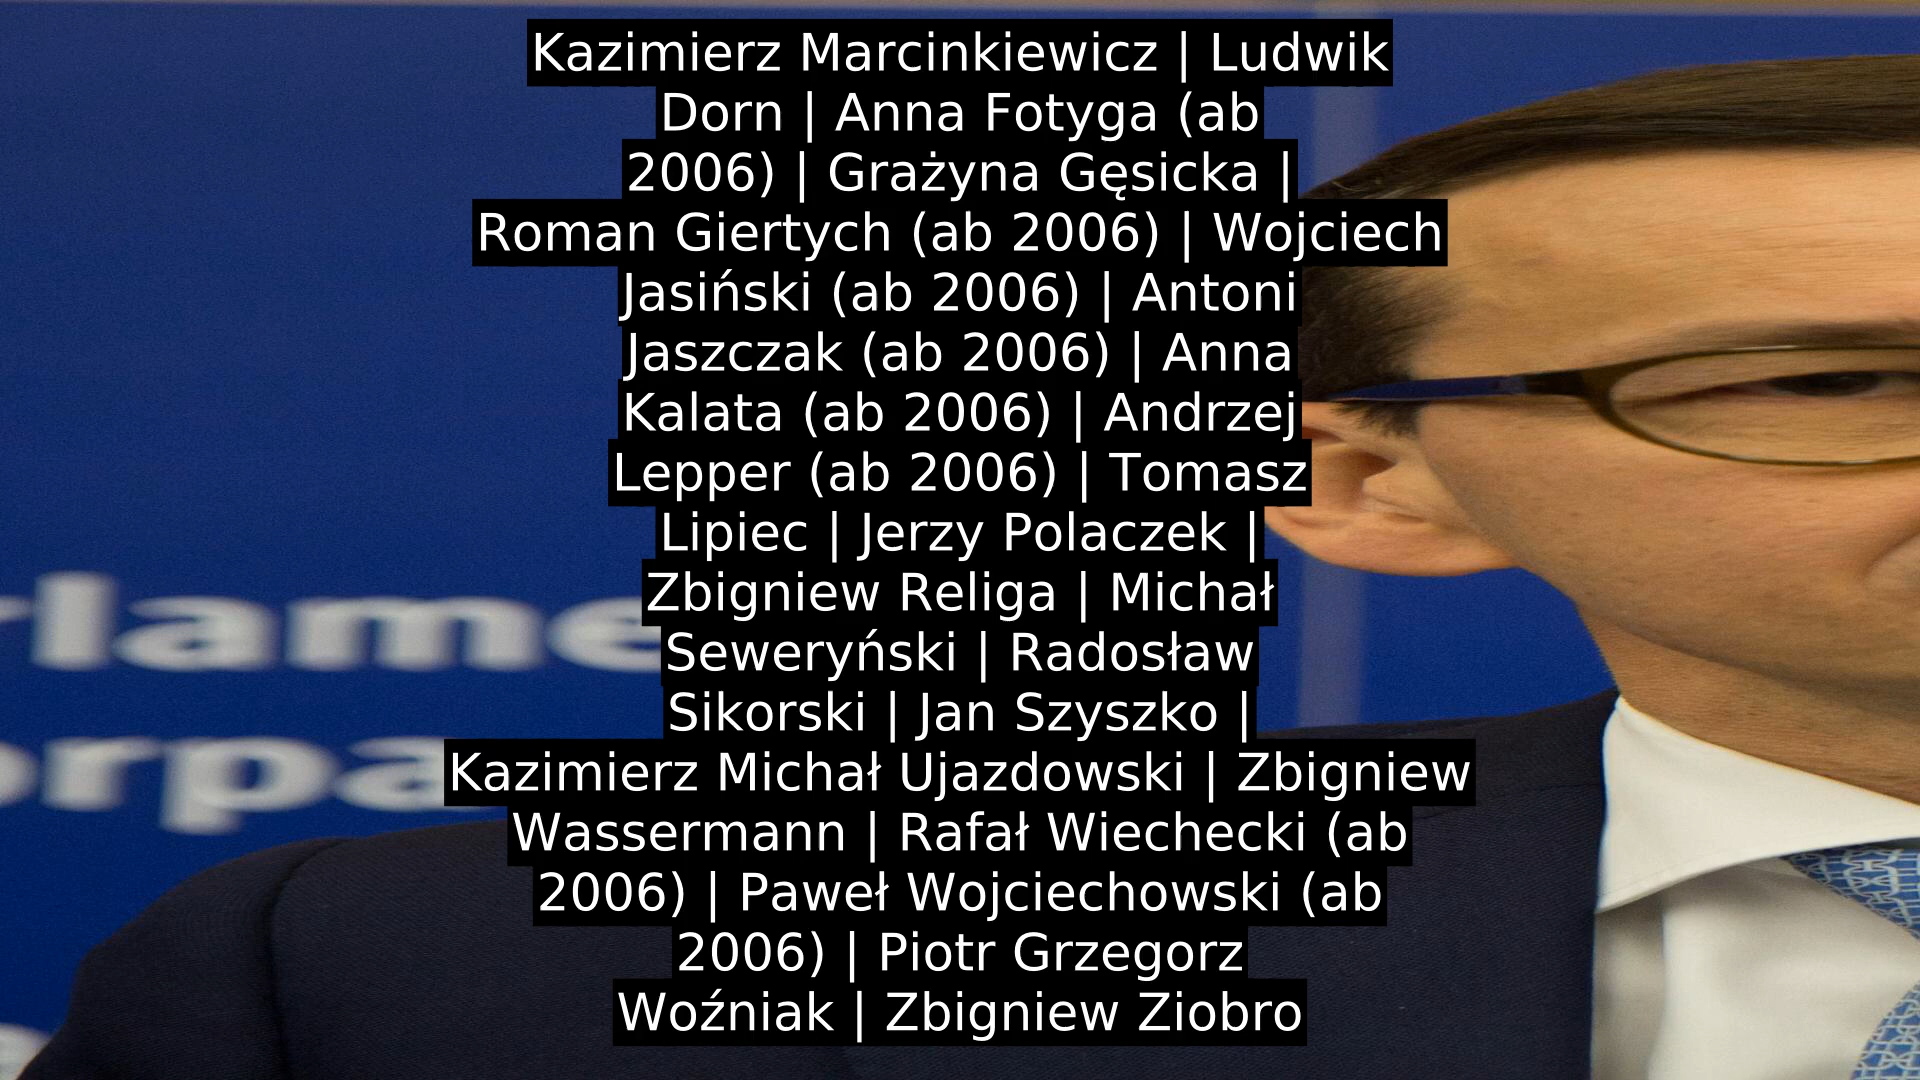 Kazimierz Marcinkiewicz | Ludwik
Dorn | Anna Fotyga (ab
2006) | Grażyna Gęsicka |
Roman Giertych (ab 2006) | Wojciech
Jasiński (ab 2006) | Antoni
Jaszczak (ab 2006) | Anna
Kalata (ab 2006) | Andrzej
Lepper (ab 2006) | Tomasz
Lipiec | Jerzy Polaczek |
Zbigniew Religa | Michał
Seweryński | Radosław
Sikorski | Jan Szyszko |
Kazimierz Michał Ujazdowski | Zbigniew
Wassermann | Rafał Wiechecki (ab
2006) | Paweł Wojciechowski (ab
2006) | Piotr Grzegorz
Woźniak | Zbigniew Ziobro